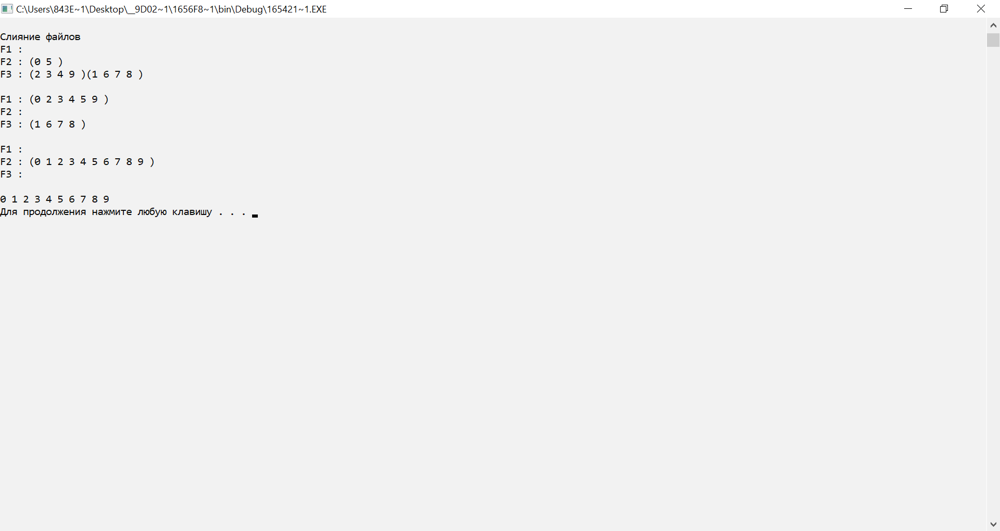 C:\Users\843E~1\Desktop\__9D02~1\1656F8~1\bin\Debug\165421~1.EXE
Слияние файлов
F1 :
F2 : (0 5 )
F3 : (2 3 4 9 )(1 6 7 8 )
F1 : (0 2 3 4 5 9 )
F2 :
F3 : (1 6 7 8 )
F1 :
F2 : (0 1 2 3 4 5 6 7 8 9 )
F3 :
0 1 2 3 4 5 6 7 8 9
Для продолжения нажмите любую клавишу . . .